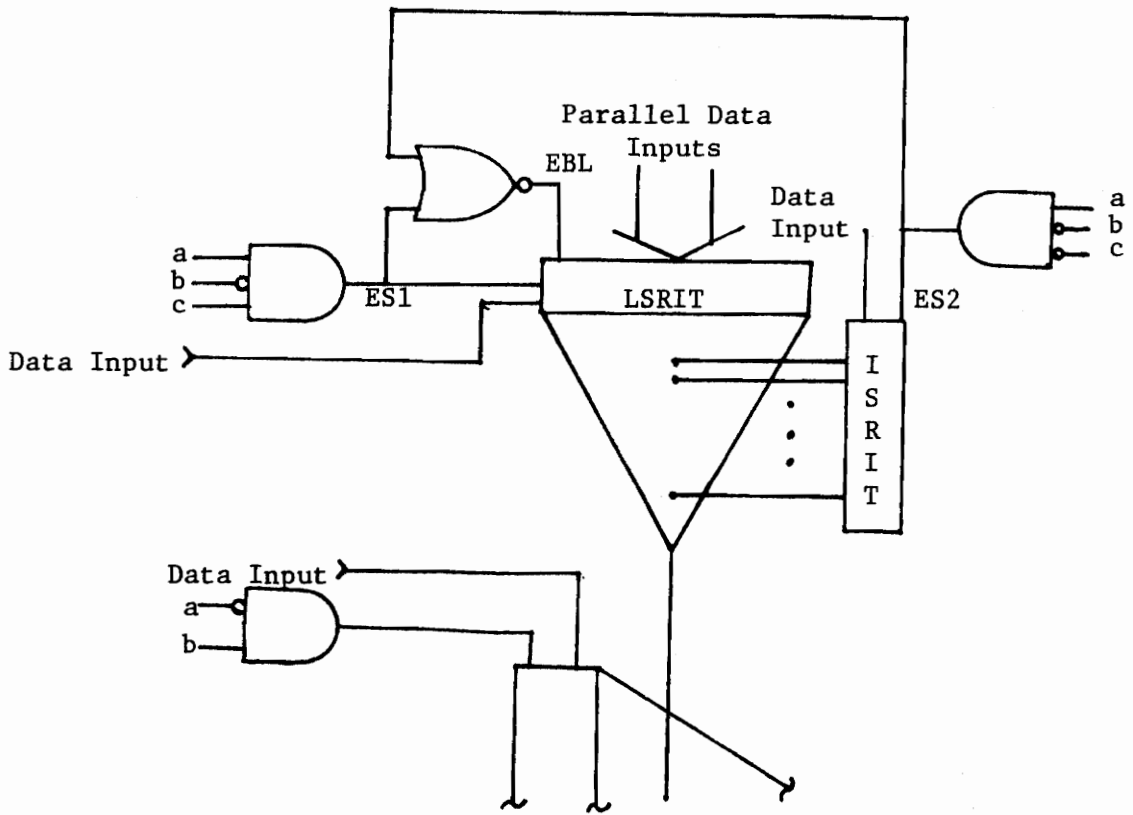 Parallel Data
Inputs
EBL
Data
Input
a
b
c
a
b
c
ES1
LSRIT
ES2
Data Input
I
S
R
I
T
Data Input
a
b